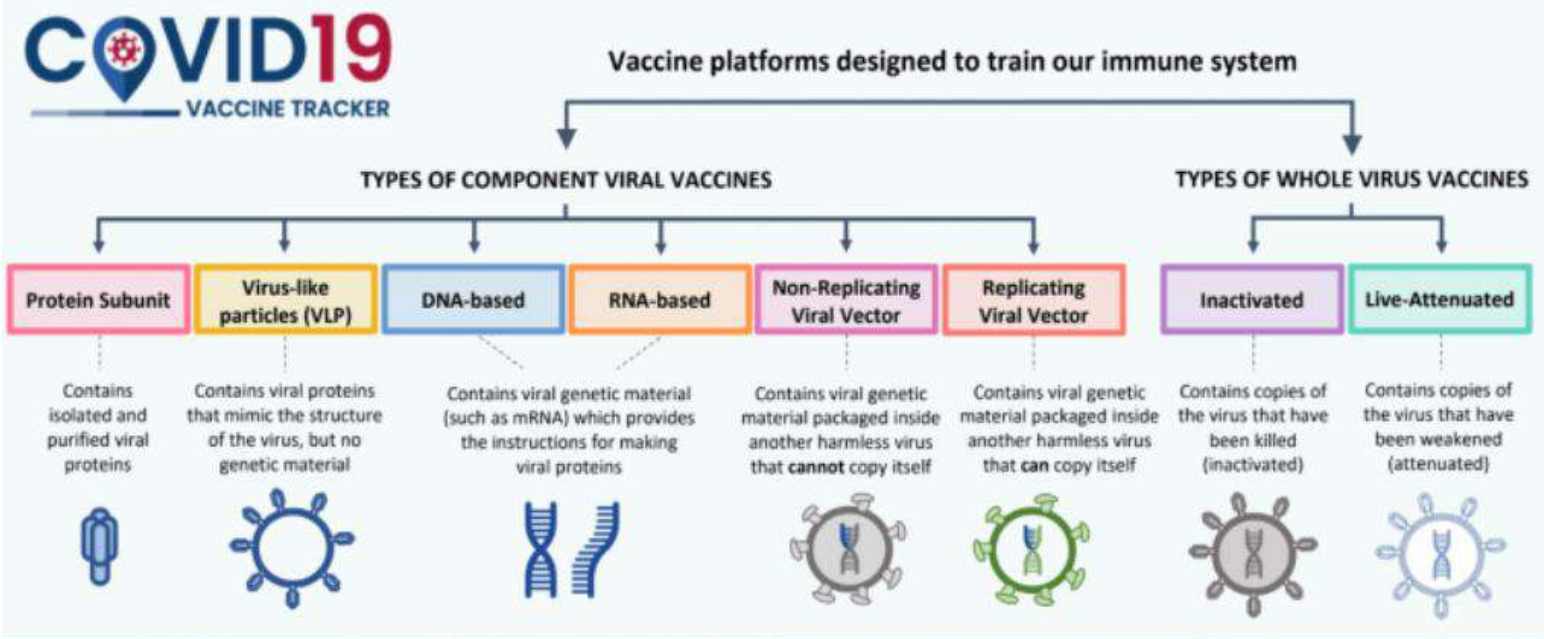 COVID19
VACCINE TRACKER
Vaccine platforms designed to train our immune system
TYPES OF COMPONENT VIRAL VACCINES
TYPES OF WHOLE VIRUS VACCINES
Protein Subunit
Virus-like
particles (VLP)
DNA-based
RNA-based
Non-Replicating
Viral Vector
Replicating
Viral Vector
Inactivated
Live-Attenuated
Contains
isolated and
purified viral
proteins
Contains viral proteins
that mimic the structure
of the virus, but no
genetic material
Contains viral genetic material
(such as mRNA) which provides
the instructions for making
viral proteins
Contains viral genetic
material packaged inside
another harmless virus
that cannot copy itself
Contains viral genetic
material packaged inside
another harmless virus
that can copy itself
Contains copies of
the virus that have
been killed
(inactivated)
Contains copies of
the virus that have
been weakened
(attenuated)